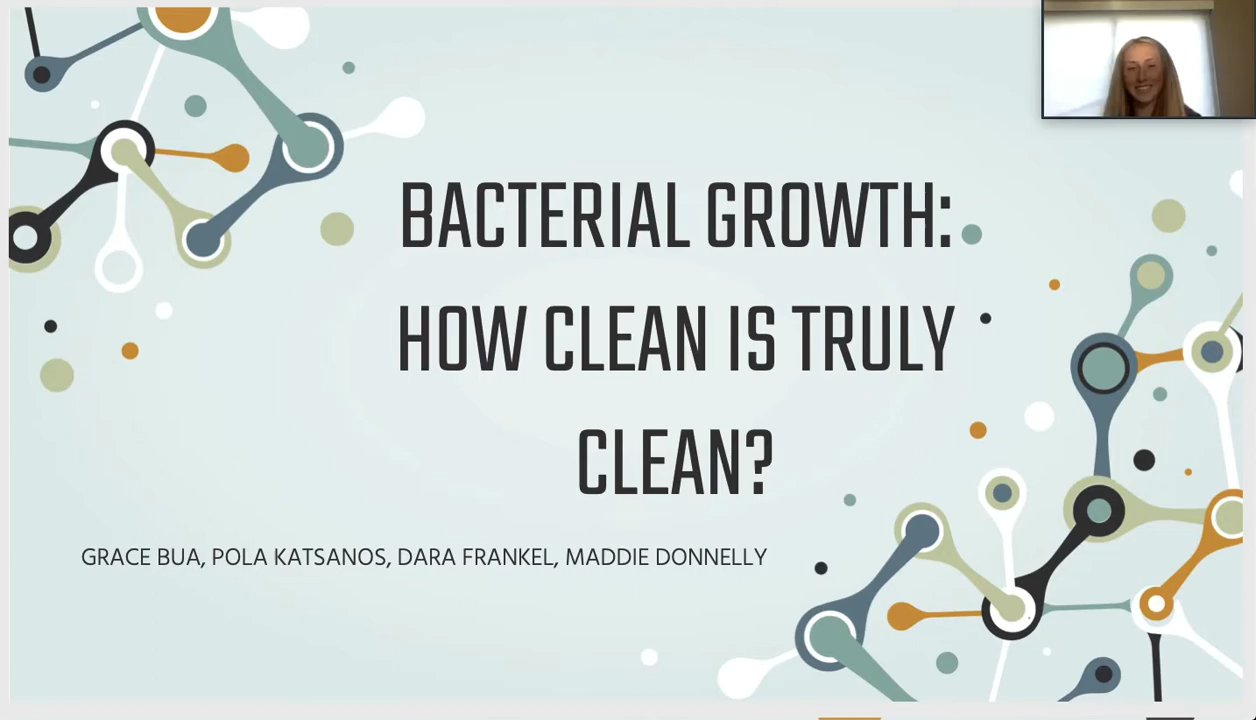 BACTERIAL GROWTH:
HOW CLEAN IS TRULY
CLEAN?
GRACE BUA, POLA KATSANOS, DARA FRANKEL, MADDIE DONNELLY